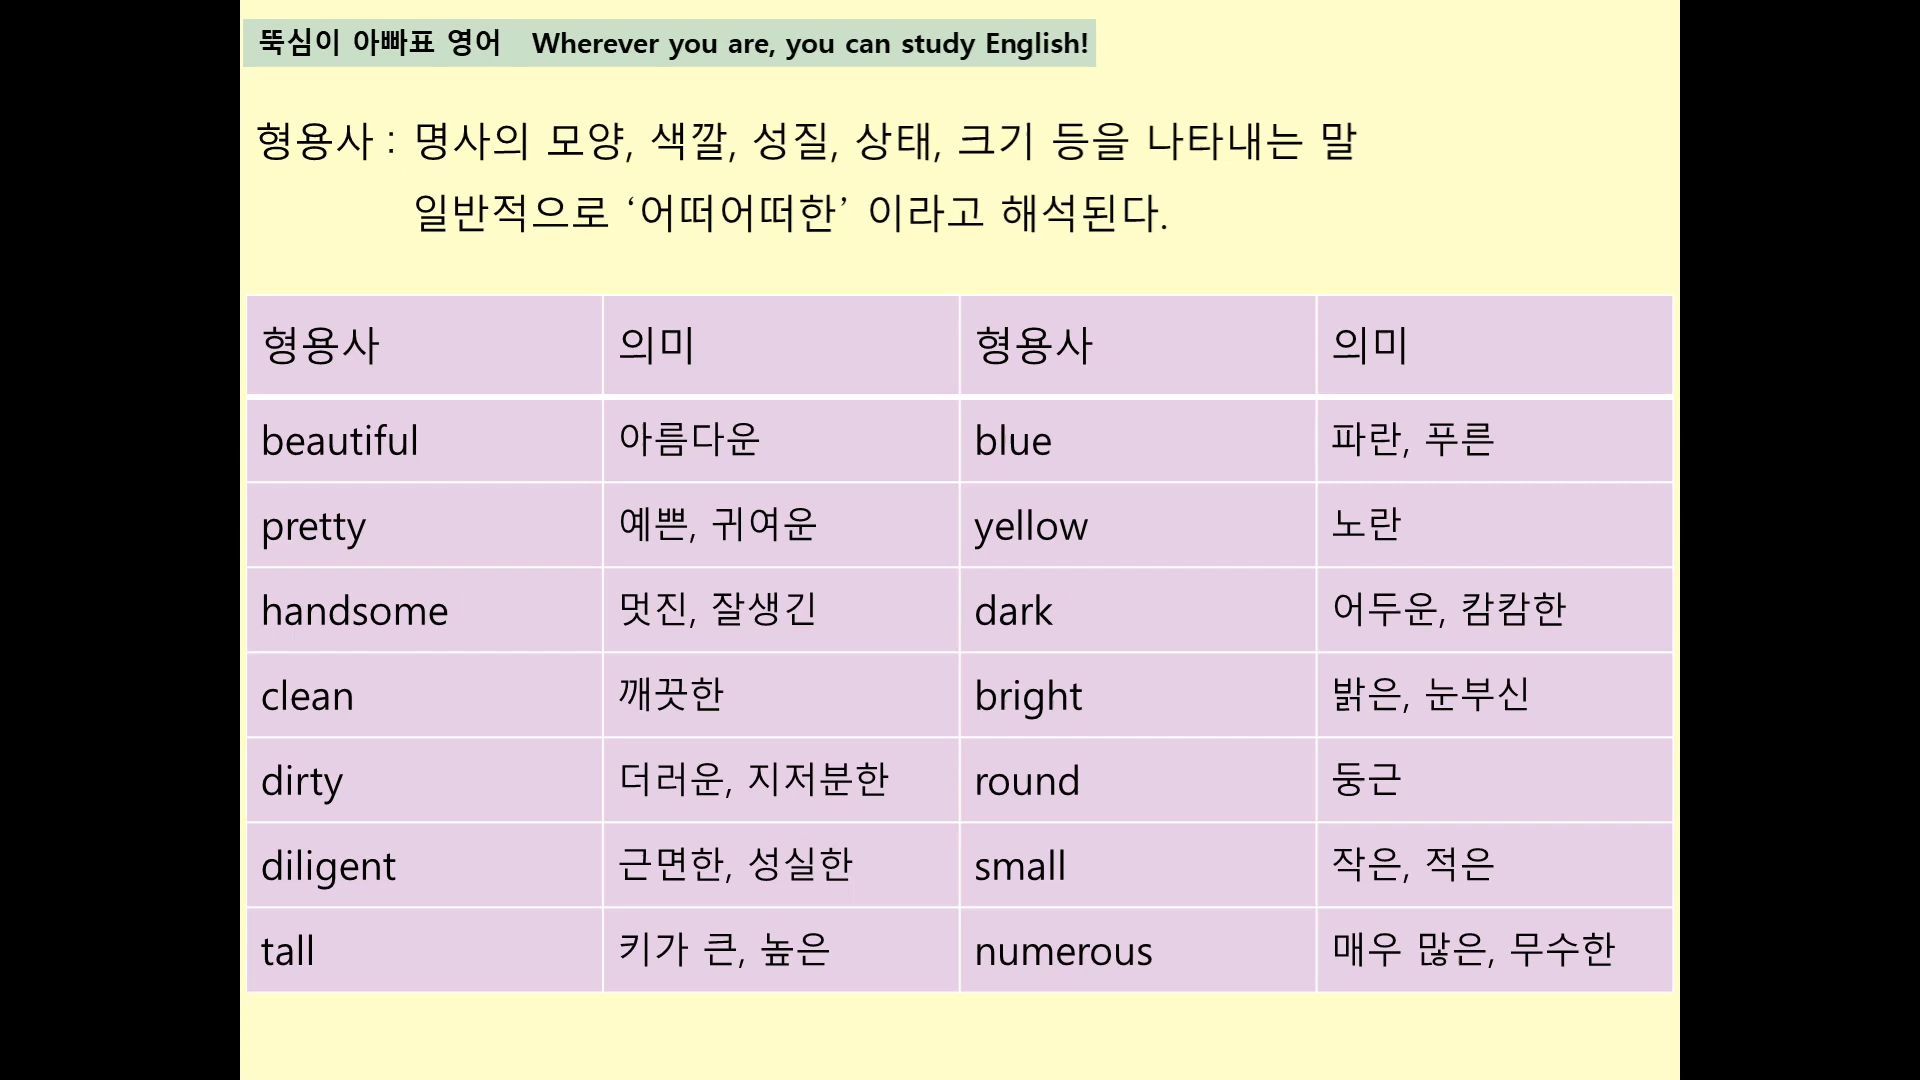 뚝심이 아빠표 영어 Wherever you are, you can study English!
형용사 : 명사의 모양, 색깔, 성질, 상태, 크기 등을 나타내는 말
일반적으로 ‘어떠어떠한’ 이라고 해석된다.
형용사 의미 형용사 의미
beautiful 아름다운 blue 파란, 푸른
pretty 예쁜, 귀여운 yellow 노란
handsome 멋진, 잘생긴 dark 어두운, 캄캄한
clean 깨끗한 bright 밝은, 눈부신
dirty 더러운, 지저분한 round 둥근
diligent 근면한, 성실한 small 작은, 적은
tall 키가 큰, 높은 numerous 매우 많은, 무수한